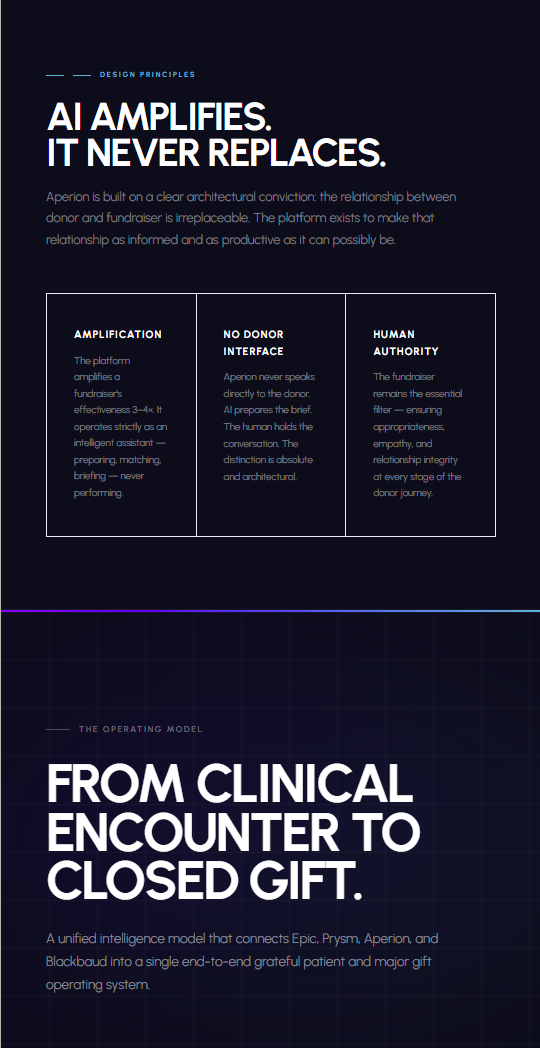 DESIGN PRINCIPLES
AI AMPLIFIES.
IT NEVER REPLACES.
Aperion is built on a clear architectural conviction: the relationship between
donor and fundraiser is irreplaceable. The platform exists to make that
relationship as informed and as productive as it can possibly be.
AMPLIFICATION
The platform
amplifies a
fundraiser's
effectiveness 3–4×. It
operates strictly as an
intelligent assistant —
preparing, matching,
briefing — never
performing.
NO DONOR
INTERFACE
Aperion never speaks
directly to the donor.
AI prepares the brief.
The human holds the
conversation. The
distinction is absolute
and architectural.
HUMAN
AUTHORITY
The fundraiser
remains the essential
filter — ensuring
appropriateness,
empathy, and
relationship integrity
at every stage of the
donor journey.
THE OPERATING MODEL
FROM CLINICAL
ENCOUNTER TO
CLOSED GIFT.
A unified intelligence model that connects Epic, Prysm, Aperion, and
Blackbaud into a single end-to-end grateful patient and major gift
operating system.